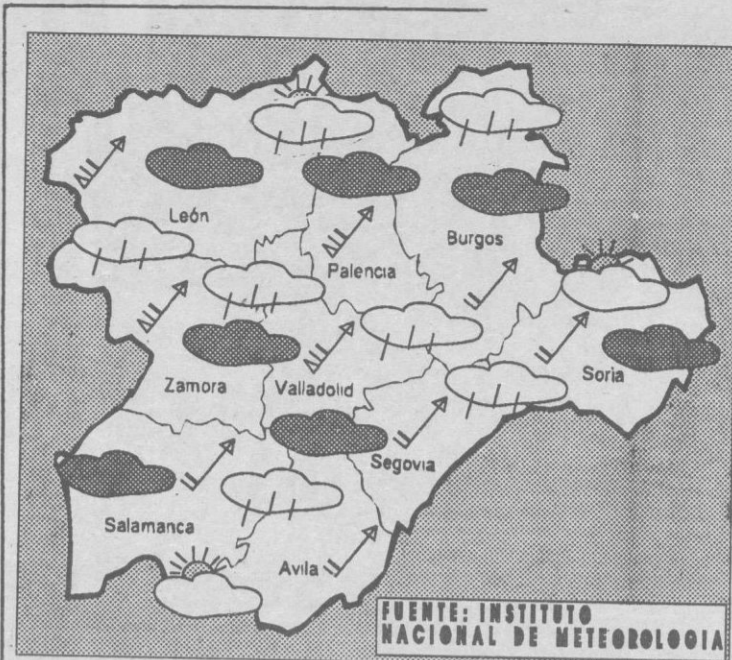 León
Burgos
Palencia
Soria
Zamora
Valladolid
Segovia
Salamanca
Avila
FUENTE: INSTITUTO
NACIONAL DE METEOROLOGIA